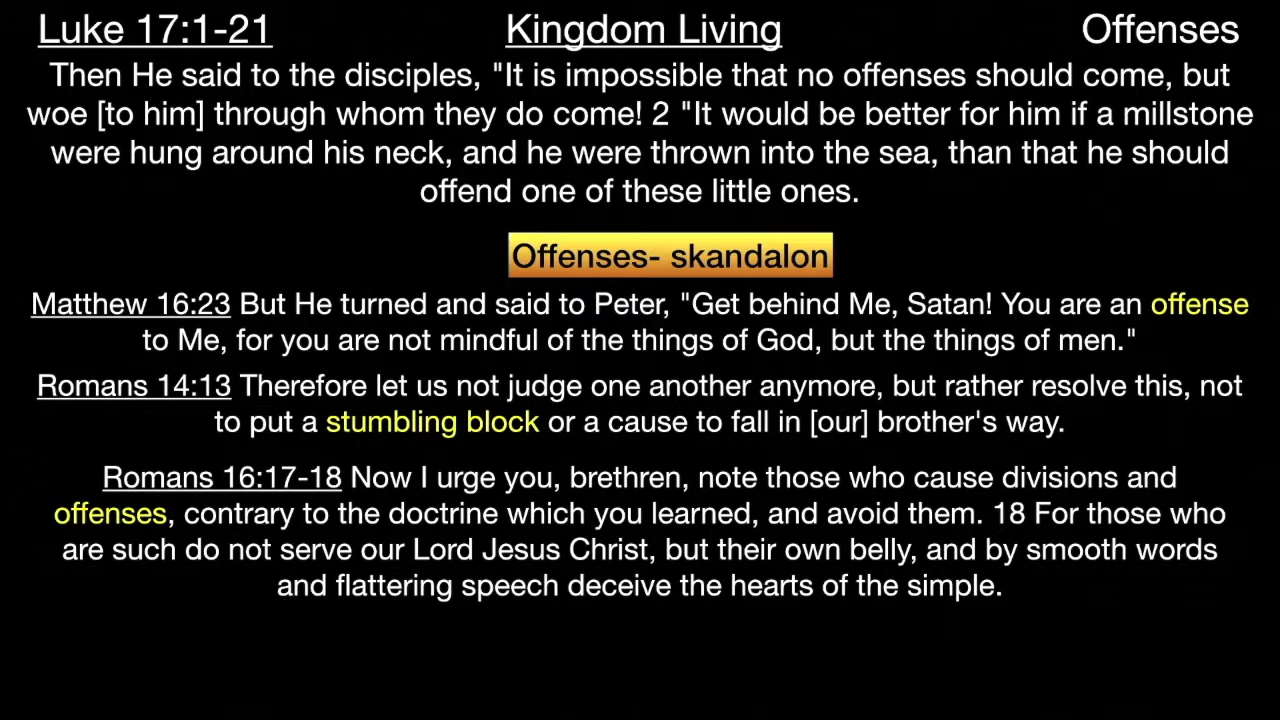 Luke 17:1-21 Kingdom Living Offenses
Then He said to the disciples, "It is impossible that no offenses should come, but
woe [to him] through whom they do come! 2 "It would be better for him if a millstone
were hung around his neck, and he were thrown into the sea, than that he should
offend one of these little ones.
Offenses- skandalon
Matthew 16:23 But He turned and said to Peter, "Get behind Me, Satan! You are an offense
to Me, for you are not mindful of the things of God, but the things of men."
Romans 14:13 Therefore let us not judge one another anymore, but rather resolve this, not
to put a stumbling block or a cause to fall in [our] brother's way.
Romans 16:17-18 Now I urge you, brethren, note those who cause divisions and
offenses, contrary to the doctrine which you learned, and avoid them. 18 For those who
are such do not serve our Lord Jesus Christ, but their own belly, and by smooth words
and flattering speech deceive the hearts of the simple.